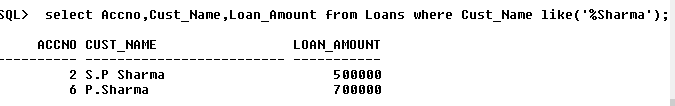 SQL>  select Accno,Cust_Name,Loan_Amount from Loans where Cust_Name like('%Sharma');
ACCNO CUST_NAME LOAN_AMOUNT
---------- ------------------------- -----------
2 S.P Sharma 500000
6 P.Sharma 700000